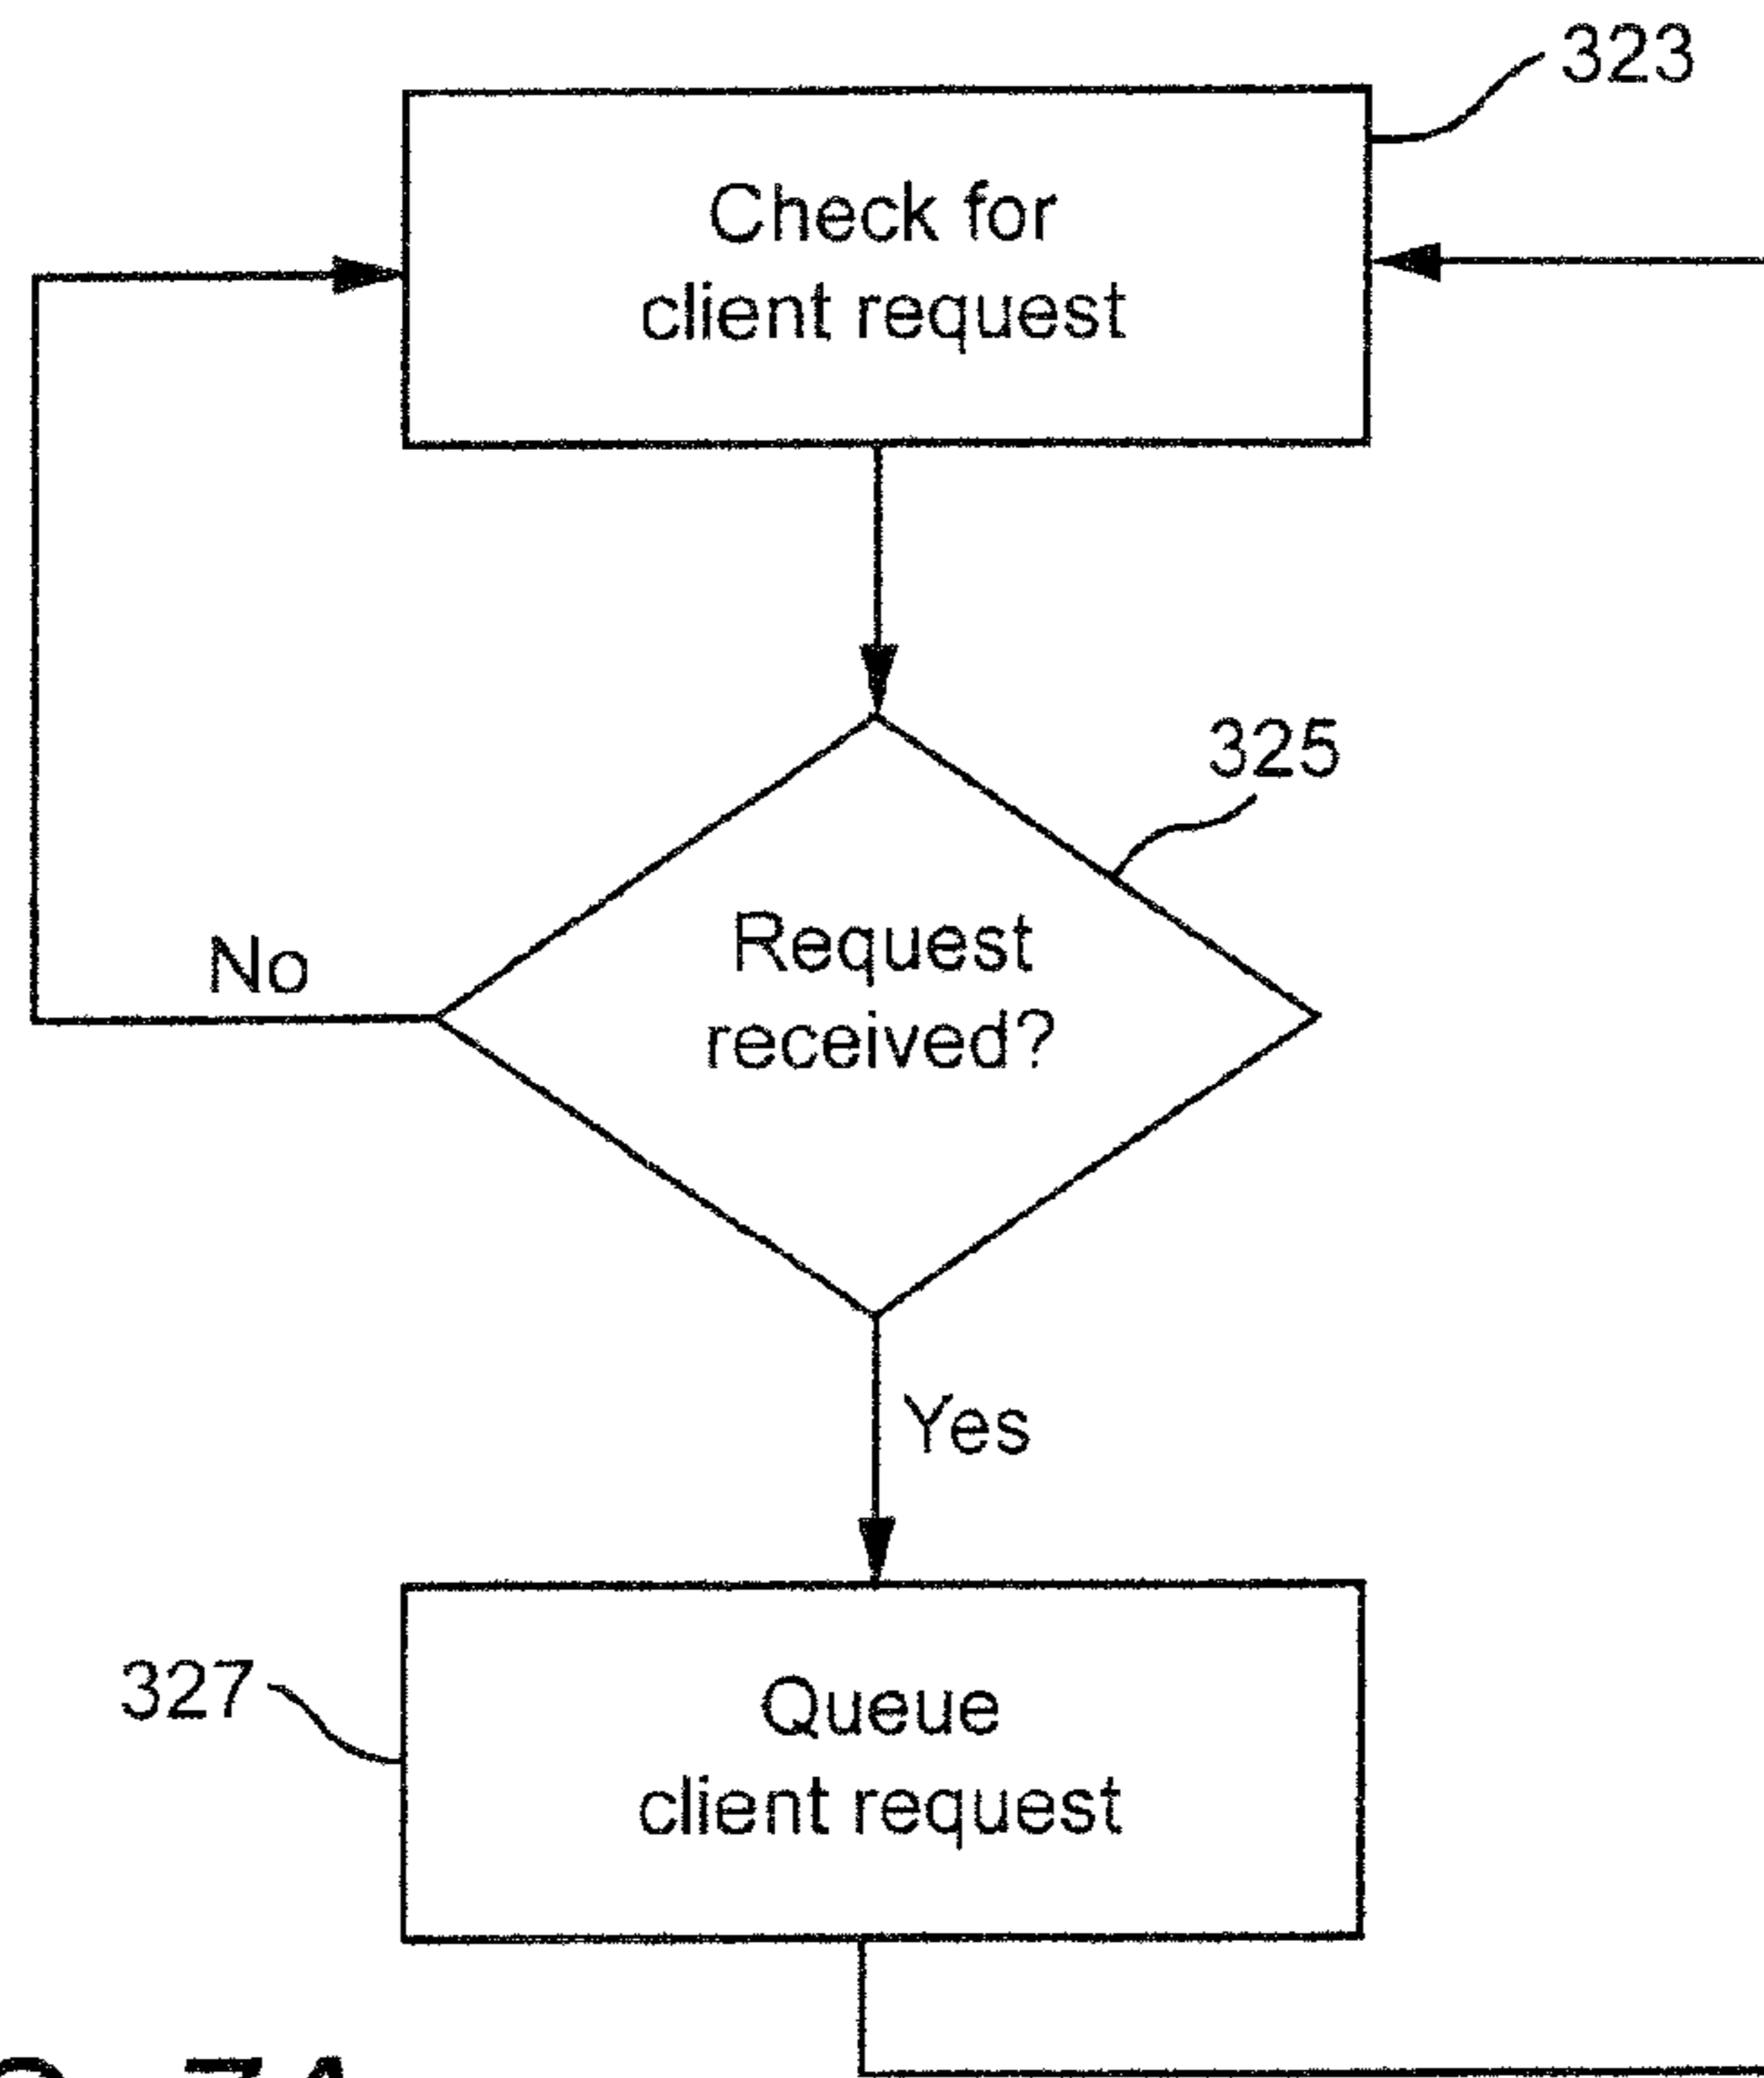 323
Check for
client request
325
Request
received?
No
Yes
327
Queue
client request